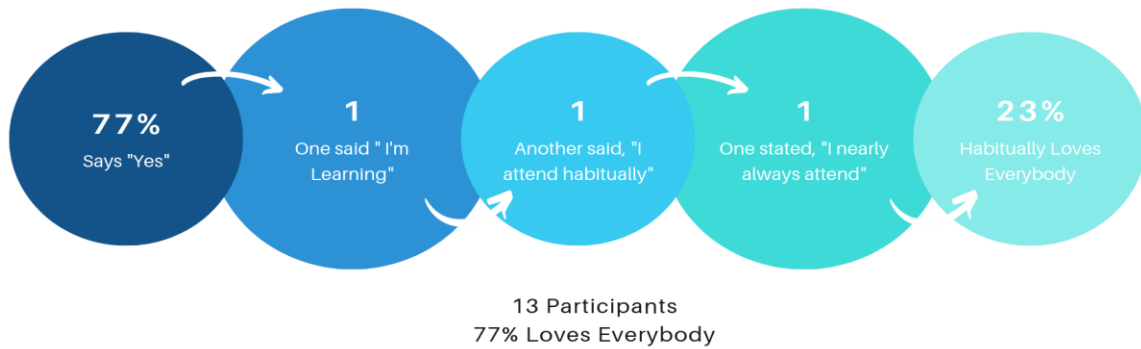 77%
Says "Yes"
1
One said " I'm
Learning"
1
Another said, "I
attend habitually"
1
One stated, "I nearly
always attend"
23%
Habitually Loves
Everybody
13 Participants
77% Loves Everybody